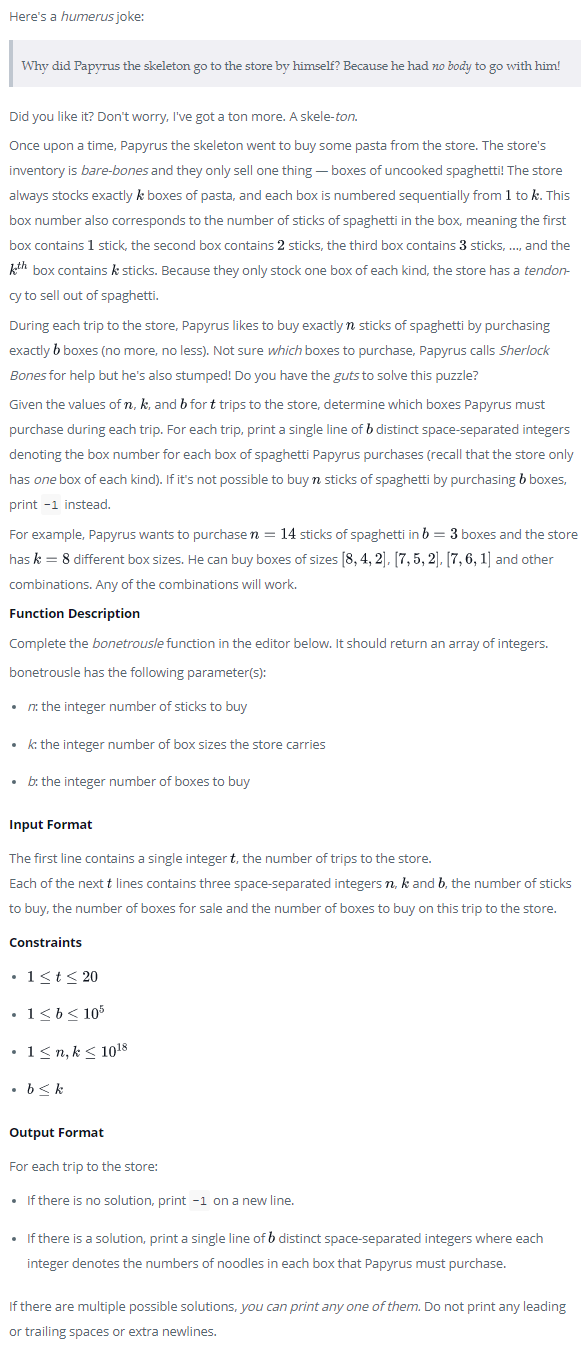 Here's a humerus joke:
Why did Papyrus the skeleton go to the store by himself? Because he had no body to go with him!
Did you like it? Don't worry, I've got a ton more. A skele-ton.
Once upon a time, Papyrus the skeleton went to buy some pasta from the store. The store's
inventory is bare-bones and they only sell one thing — boxes of uncooked spaghetti! The store
always stocks exactly k boxes of pasta, and each box is numbered sequentially from 1 to k. This
box number also corresponds to the number of sticks of spaghetti in the box, meaning the first
box contains 1 stick, the second box contains 2 sticks, the third box contains 3 sticks, ..., and the
k^th box contains k sticks. Because they only stock one box of each kind, the store has a tendon-
cy to sell out of spaghetti.
During each trip to the store, Papyrus likes to buy exactly n sticks of spaghetti by purchasing
exactly b boxes (no more, no less). Not sure which boxes to purchase, Papyrus calls Sherlock
Bones for help but he's also stumped! Do you have the guts to solve this puzzle?
Given the values of n, k, and b for t trips to the store, determine which boxes Papyrus must
purchase during each trip. For each trip, print a single line of b distinct space-separated integers
denoting the box number for each box of spaghetti Papyrus purchases (recall that the store only
has one box of each kind). If it's not possible to buy n sticks of spaghetti by purchasing b boxes,
print -1 instead.
For example, Papyrus wants to purchase n = 14 sticks of spaghetti in b = 3 boxes and the store
has k = 8 different box sizes. He can buy boxes of sizes [8, 4, 2], [7, 5, 2], [7, 6, 1] and other
combinations. Any of the combinations will work.
Function Description
Complete the bonetrousle function in the editor below. It should return an array of integers.
bonetrousle has the following parameter(s):
• n: the integer number of sticks to buy
• k: the integer number of box sizes the store carries
• b: the integer number of boxes to buy
Input Format
The first line contains a single integer t, the number of trips to the store.
Each of the next t lines contains three space-separated integers n, k and b, the number of sticks
to buy, the number of boxes for sale and the number of boxes to buy on this trip to the store.
Constraints
• 1 ≤ t ≤ 20
• 1 ≤ b ≤ 10^5
• 1 ≤ n, k ≤ 10^18
• b ≤ k
Output Format
For each trip to the store:
• If there is no solution, print -1 on a new line.
• If there is a solution, print a single line of b distinct space-separated integers where each
integer denotes the numbers of noodles in each box that Papyrus must purchase.
If there are multiple possible solutions, you can print any one of them. Do not print any leading
or trailing spaces or extra newlines.